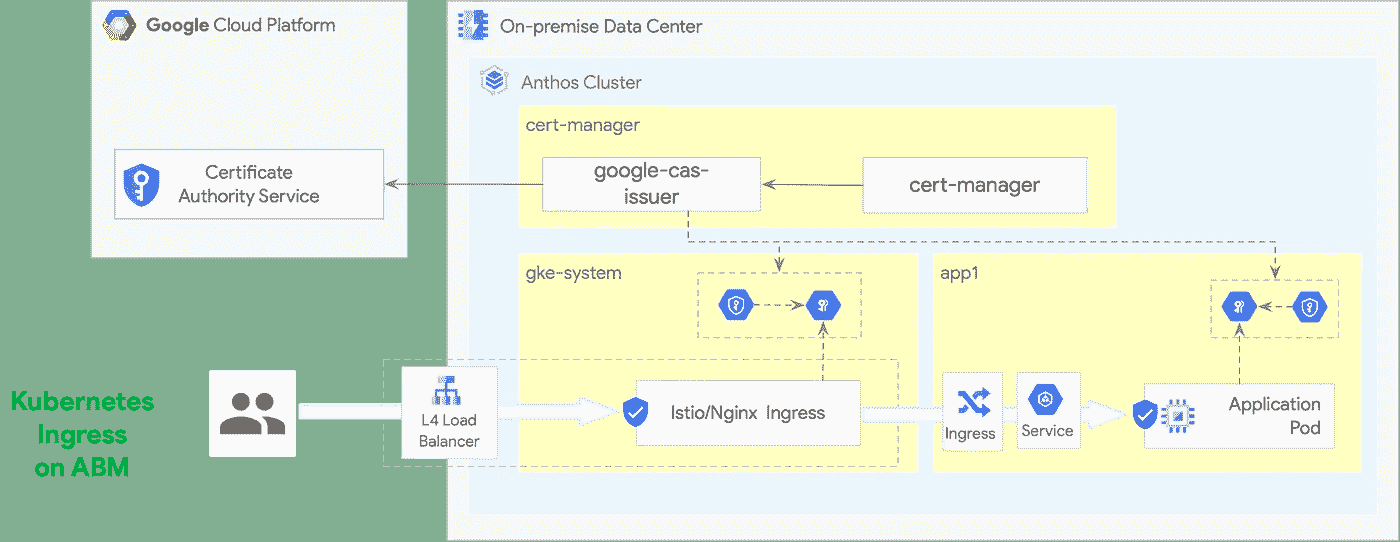 Google Cloud Platform
On-premise Data Center
Anthos Cluster
cert-manager
Certificate
Authority Service
google-cas-
issuer
cert-manager
gke-system
app1
Kubernetes
Ingress
on ABM
L4 Load
Balancer
Istio/Nginx Ingress
Ingress
Service
Application
Pod